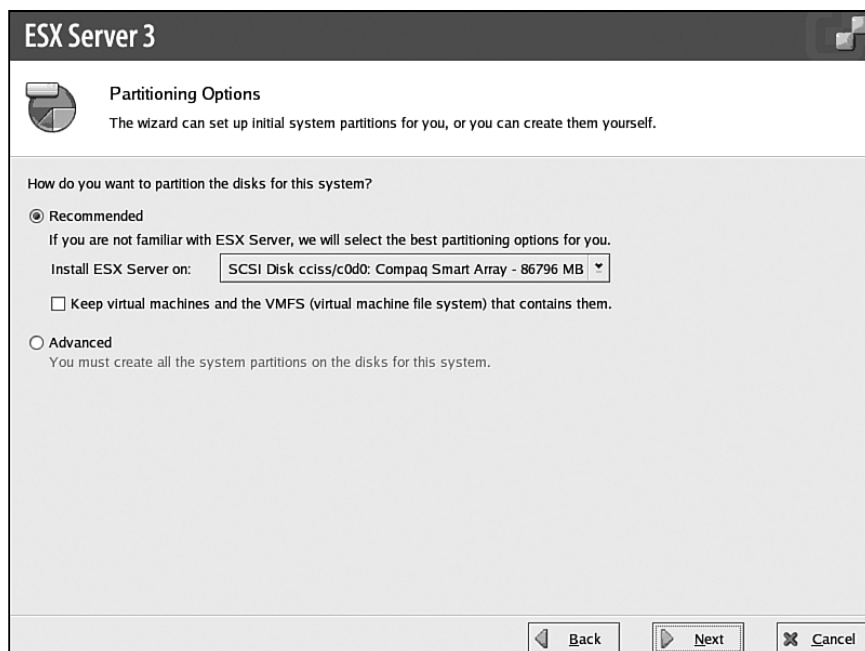 ESX Server 3
Partitioning Options
The wizard can set up initial system partitions for you, or you can create them yourself.
How do you want to partition the disks for this system?
Recommended
If you are not familiar with ESX Server, we will select the best partitioning options for you.
Install ESX Server on: SCSI Disk cciss/c0d0: Compaq Smart Array - 86796 MB
Keep virtual machines and the VMFS (virtual machine file system) that contains them.
Advanced
You must create all the system partitions on the disks for this system.
Back Next Cancel